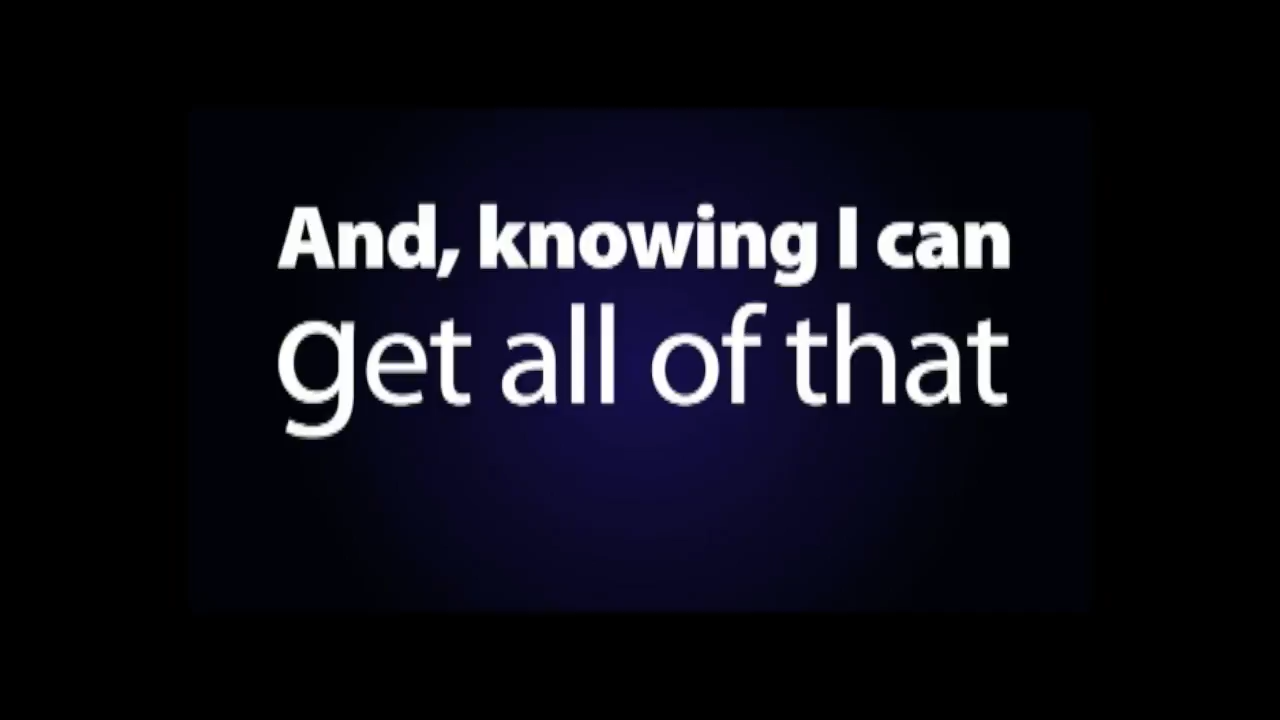 And, knowing I can
get all of that